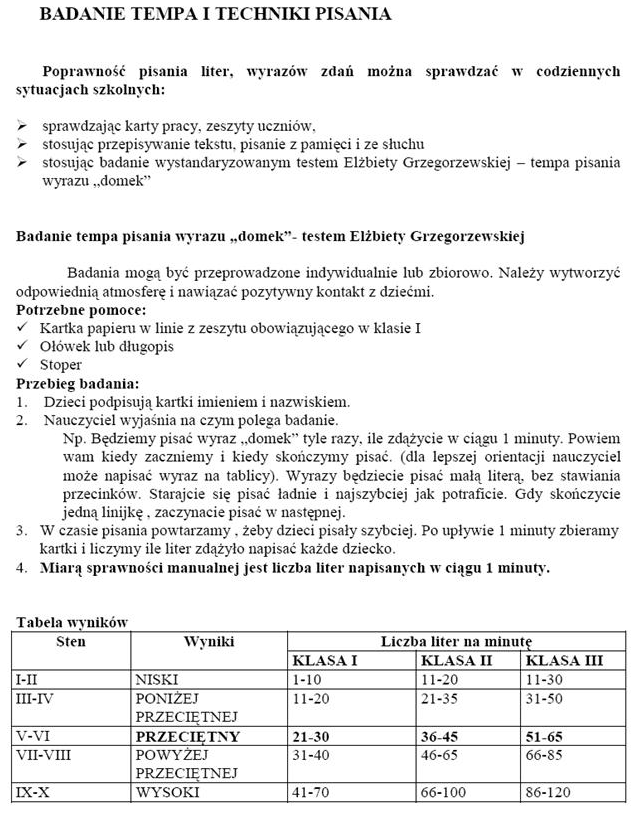 BADANIE TEMPA I TECHNIKI PISANIA
Poprawność pisania liter, wyrazów zdań można sprawdzać w codziennych
sytuacjach szkolnych:
➢ sprawdzając karty pracy, zeszyty uczniów,
➢ stosując przepisywanie tekstu, pisanie z pamięci i ze słuchu
➢ stosując badanie wystandaryzowanym testem Elżbiety Grzegorzewskiej – tempa pisania
wyrazu „domek”
Badanie tempa pisania wyrazu „domek”- testem Elżbiety Grzegorzewskiej
Badania mogą być przeprowadzone indywidualnie lub zbiorowo. Należy wytworzyć
odpowiednią atmosferę i nawiązać pozytywny kontakt z dziećmi.
Potrzebne pomoce:
✓ Kartka papieru w linie z zeszytu obowiązującego w klasie I
✓ Ołówek lub długopis
✓ Stoper
Przebieg badania:
1. Dzieci podpisują kartki imieniem i nazwiskiem.
2. Nauczyciel wyjaśnia na czym polega badanie.
Np. Będziemy pisać wyraz „domek” tyle razy, ile zdążycie w ciągu 1 minuty. Powiem
wam kiedy zaczniemy i kiedy skończymy pisać. (dla lepszej orientacji nauczyciel
może napisać wyraz na tablicy). Wyrazy będziecie pisać małą literą, bez stawiania
przecinków. Starajcie się pisać ładnie i najszybciej jak potraficie. Gdy skończycie
jedną linijkę , zaczynacie pisać w następnej.
3. W czasie pisania powtarzamy , żeby dzieci pisały szybciej. Po upływie 1 minuty zbieramy
kartki i liczymy ile liter zdążyło napisać każde dziecko.
4. Miarą sprawności manualnej jest liczba liter napisanych w ciągu 1 minuty.
Tabela wyników
Sten Wyniki Liczba liter na minutę
KLASA I KLASA II KLASA III
I-II NISKI 1-10 11-20 11-30
III-IV PONIŻEJ 11-20 21-35 31-50
PRZECIĘTNEJ
V-VI PRZECIĘTNY 21-30 36-45 51-65
VII-VIII POWYŻEJ 31-40 46-65 66-85
PRZECIĘTNEJ
IX-X WYSOKI 41-70 66-100 86-120